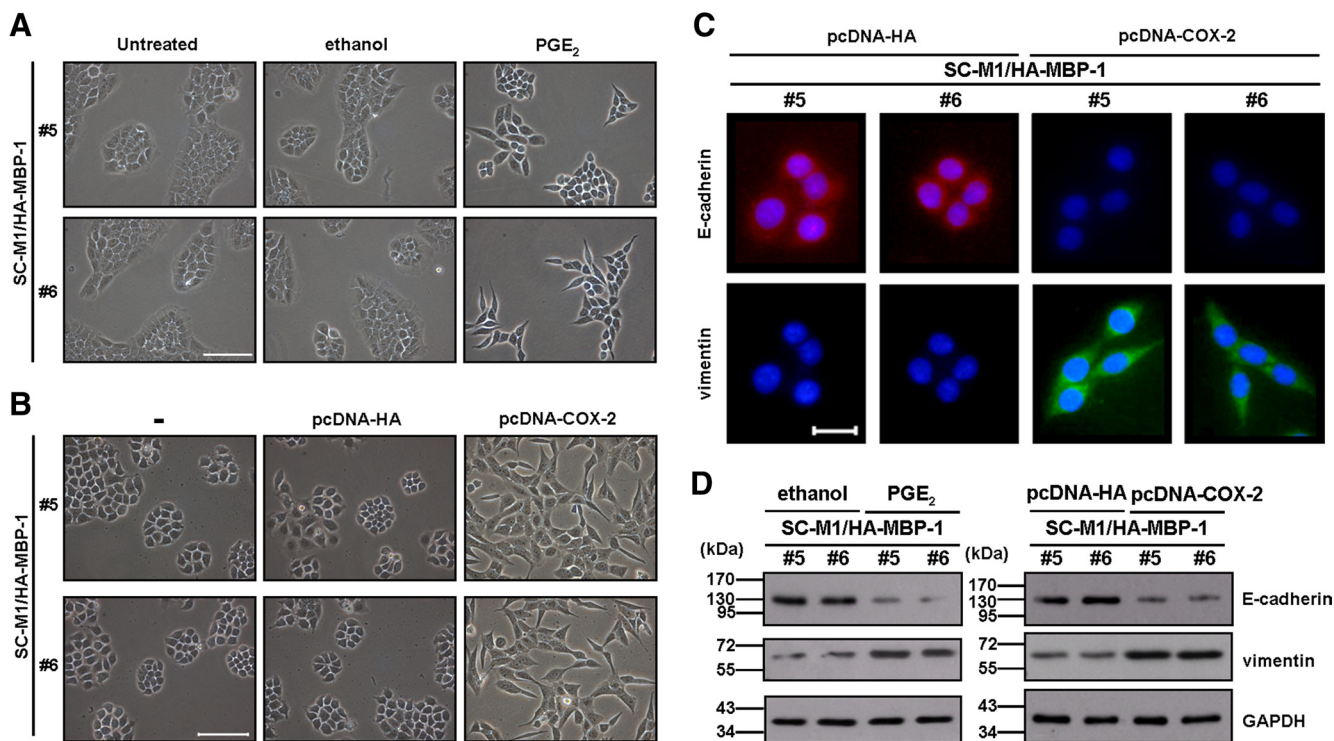 A
Untreated ethanol PGE2
SC-M1/HA-MBP-1
#5
#6
B
- pcDNA-HA pcDNA-COX-2
SC-M1/HA-MBP-1
#5
#6
C
pcDNA-HA pcDNA-COX-2
SC-M1/HA-MBP-1
#5 #6 #5 #6
E-cadherin
vimentin
D
ethanol PGE2
SC-M1/HA-MBP-1
(kDa) #5 #6 #5 #6
170
130
95
72
55
43
34
pcDNA-HA pcDNA-COX-2
SC-M1/HA-MBP-1
(kDa) #5 #6 #5 #6
170
130
95
E-cadherin
72
55
vimentin
43
34
GAPDH